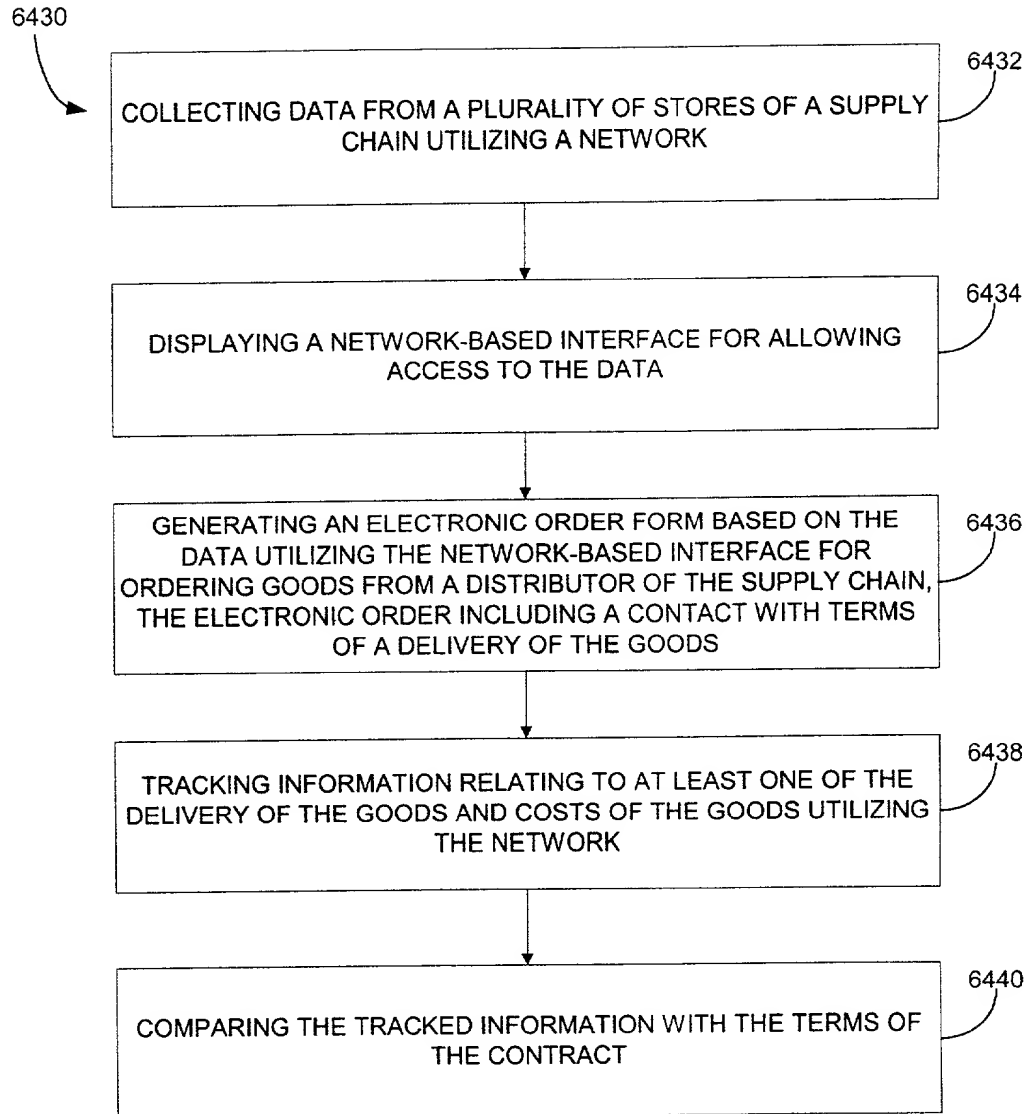 6430
6432
COLLECTING DATA FROM A PLURALITY OF STORES OF A SUPPLY
CHAIN UTILIZING A NETWORK
6434
DISPLAYING A NETWORK-BASED INTERFACE FOR ALLOWING
ACCESS TO THE DATA
6436
GENERATING AN ELECTRONIC ORDER FORM BASED ON THE
DATA UTILIZING THE NETWORK-BASED INTERFACE FOR
ORDERING GOODS FROM A DISTRIBUTOR OF THE SUPPLY CHAIN,
THE ELECTRONIC ORDER INCLUDING A CONTACT WITH TERMS
OF A DELIVERY OF THE GOODS
6438
TRACKING INFORMATION RELATING TO AT LEAST ONE OF THE
DELIVERY OF THE GOODS AND COSTS OF THE GOODS UTILIZING
THE NETWORK
6440
COMPARING THE TRACKED INFORMATION WITH THE TERMS OF
THE CONTRACT